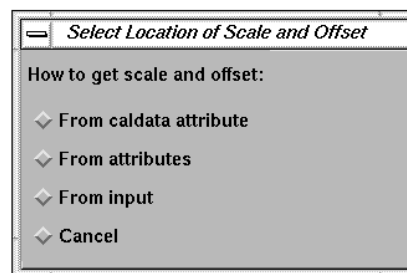 Select Location of Scale and Offset
How to get scale and offset:
From caldata attribute
From attributes
From input
Cancel